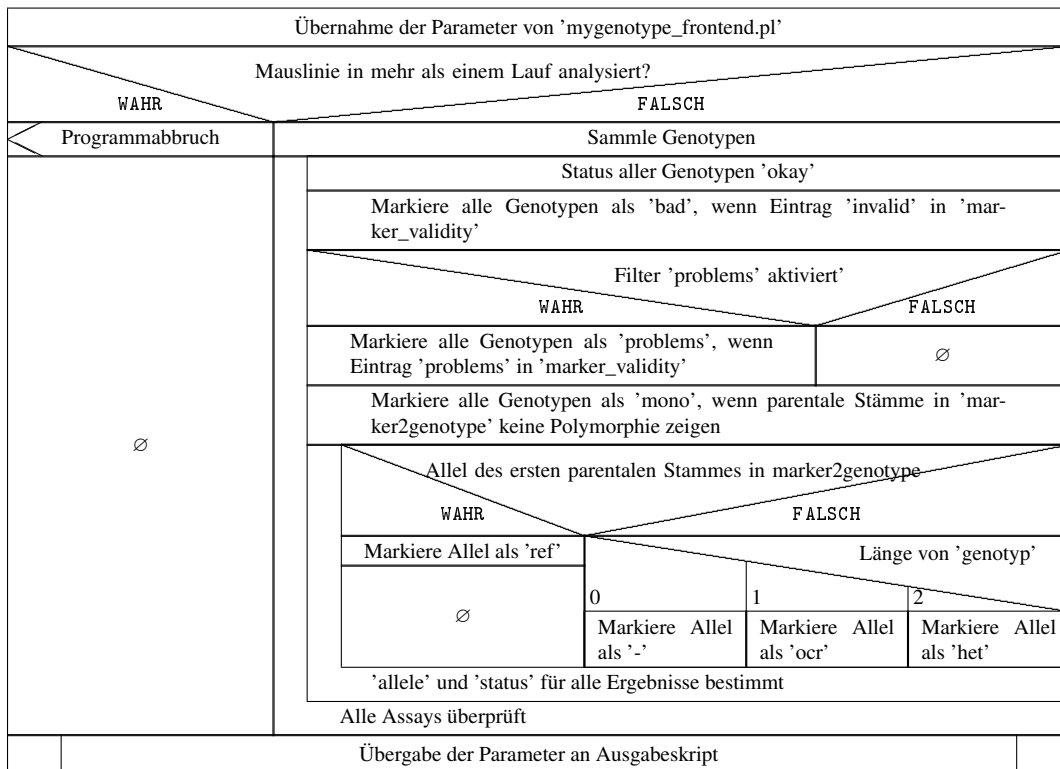 Übernahme der Parameter von ’mygenotype_frontend.pl’
Mauslinie in mehr als einem Lauf analysiert?
WAHR
FALSCH
Programmabbruch
Sammle Genotypen
Status aller Genotypen ’okay’
Markiere alle Genotypen als ’bad’, wenn Eintrag ’invalid’ in ’mar-
ker_validity’
Filter ’problems’ aktiviert’
WAHR
FALSCH
Markiere alle Genotypen als ’problems’, wenn
Eintrag ’problems’ in ’marker_validity’
∅
Markiere alle Genotypen als ’mono’, wenn parentale Stämme in ’mar-
ker2genotype’ keine Polymorphie zeigen
∅
Allel des ersten parentalen Stammes in marker2genotype
WAHR
FALSCH
Markiere Allel als ’ref’
Länge von ’genotyp’
∅
0
1
2
Markiere Allel
als ’-’
Markiere Allel
als ’ocr’
Markiere Allel
als ’het’
’allele’ und ’status’ für alle Ergebnisse bestimmt
Alle Assays überprüft
Übergabe der Parameter an Ausgabeskript